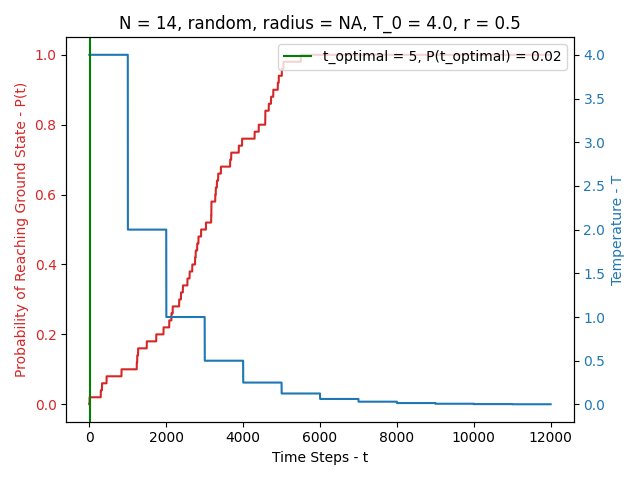 N = 14, random, radius = NA, T_0 = 4.0, r = 0.5
t_optimal = 5, P(t_optimal) = 0.02
Probability of Reaching Ground State - P(t)
1.0
0.8
0.6
0.4
0.2
0.0
4.0
3.5
3.0
2.5
2.0
1.5
1.0
0.5
0.0
Temperature - T
0 2000 4000 6000 8000 10000 12000
Time Steps - t